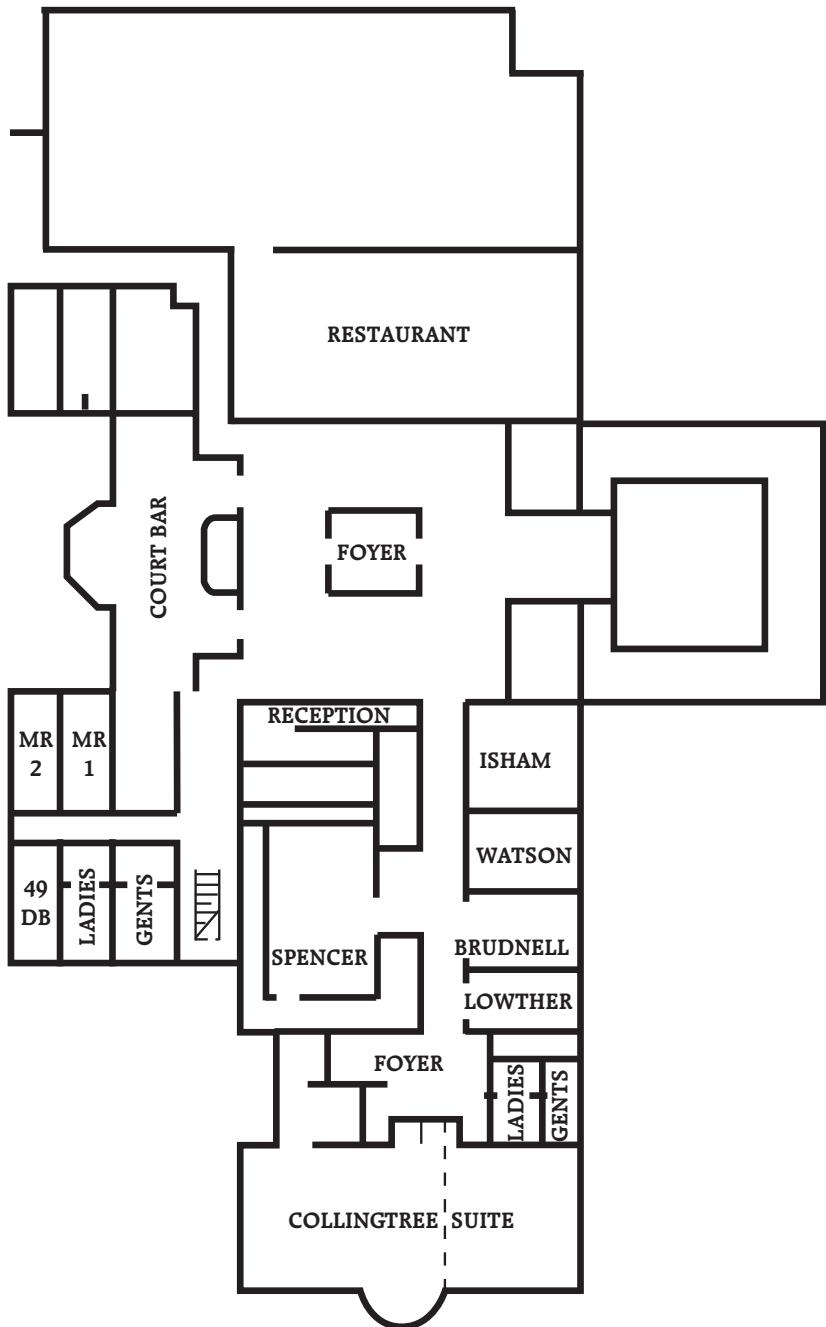 RESTAURANT
COURT BAR
FOYER
RECEPTION
MR
2
MR
1
ISHAM
WATSON
49
DB
LADIES
GENTS
SPENCER
BRUDNELL
LOWTHER
FOYER
LADIES
GENTS
COLLINGTREE SUITE